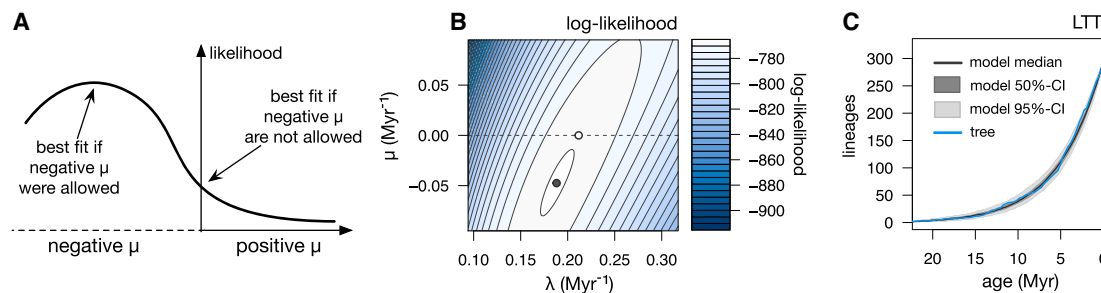 A
likelihood
best fit if
negative μ
were allowed
best fit if
negative μ
are not allowed
negative μ
positive μ
B
log-likelihood
μ (Myr⁻¹)
0.05
0.00
−0.05
0.10 0.15 0.20 0.25 0.30
λ (Myr⁻¹)
−780
−800
−820
−840
−860
−880
−900
log-likelihood
C
LTT
lineages
300
250
200
150
100
50
0
model median
model 50%-CI
model 95%-CI
tree
20 15 10 5
age (Myr)